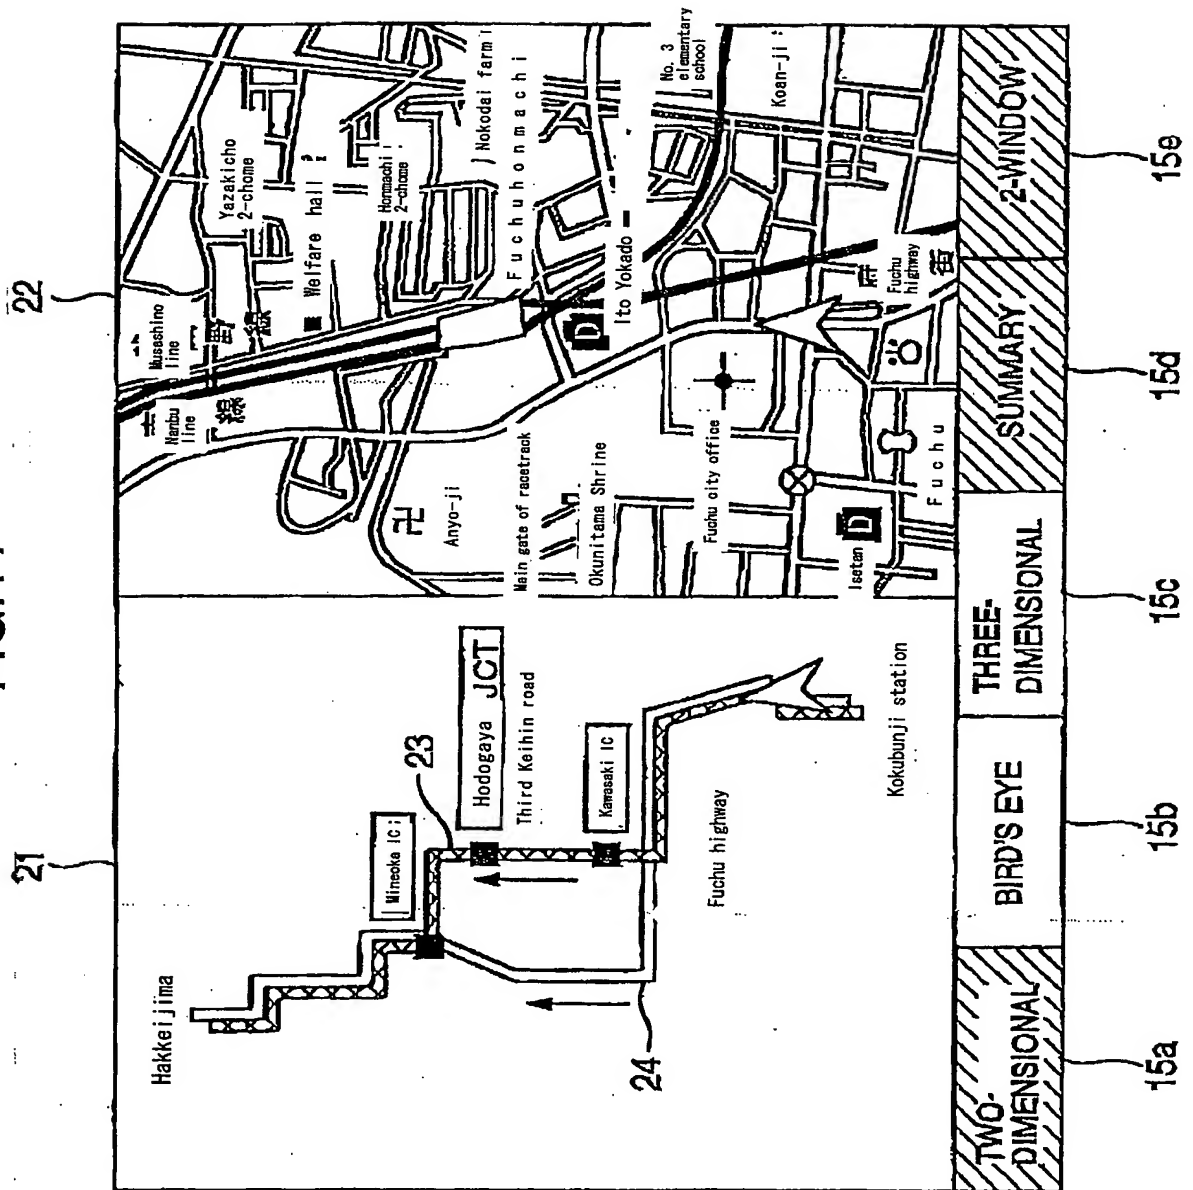 21
22
Hakkeijima
Mineoka IC
23
Hodogaya JCT
Third Keihin road
Kawasaki IC
24
Fuchu highway
Kokubunji station
Musashino
line
Nanbu
line
線
Yazakicho
2-chome
Welfare hall
Honmachi
2-chome
Nokodai farm
Fuchuhonmachi
Anyo-ji
卍
Main gate of racetrack
Okunitama Shrine
D
Ito Yokado
No. 3
elementary
school
Koan-ji
Fuchu city office
Fuchu
highway
Isetan
D
Fuchu
TWO-
DIMENSIONAL
BIRD'S EYE
THREE-
DIMENSIONAL
SUMMARY
2-WINDOW
15a
15b
15c
15d
15e